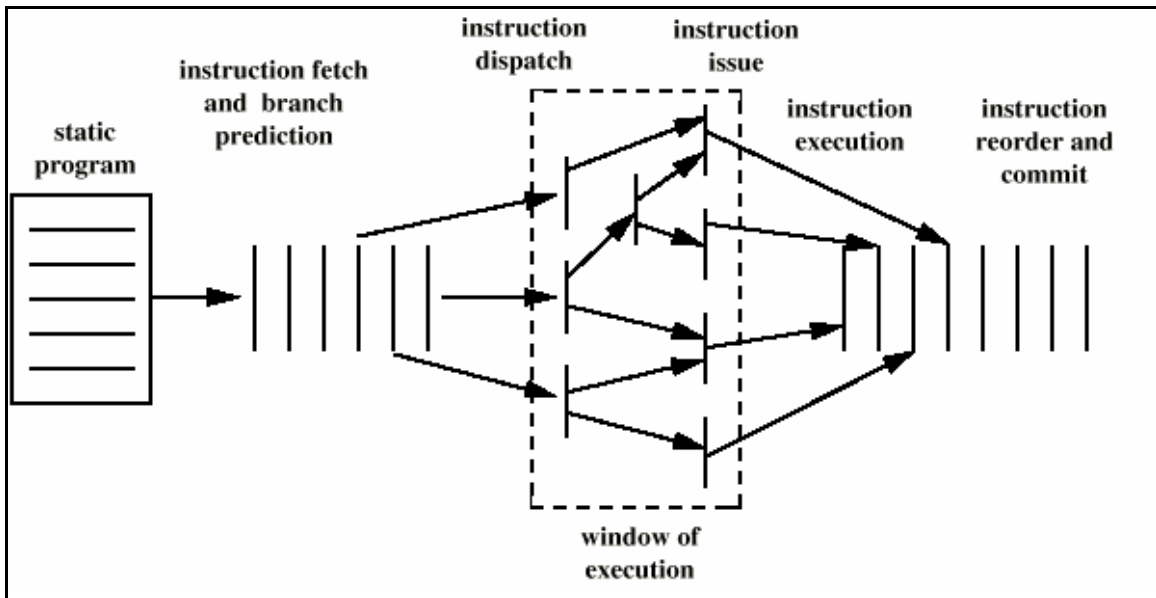 static
program
instruction fetch
and branch
prediction
instruction
dispatch
instruction
issue
instruction
execution
instruction
reorder and
commit
window of
execution